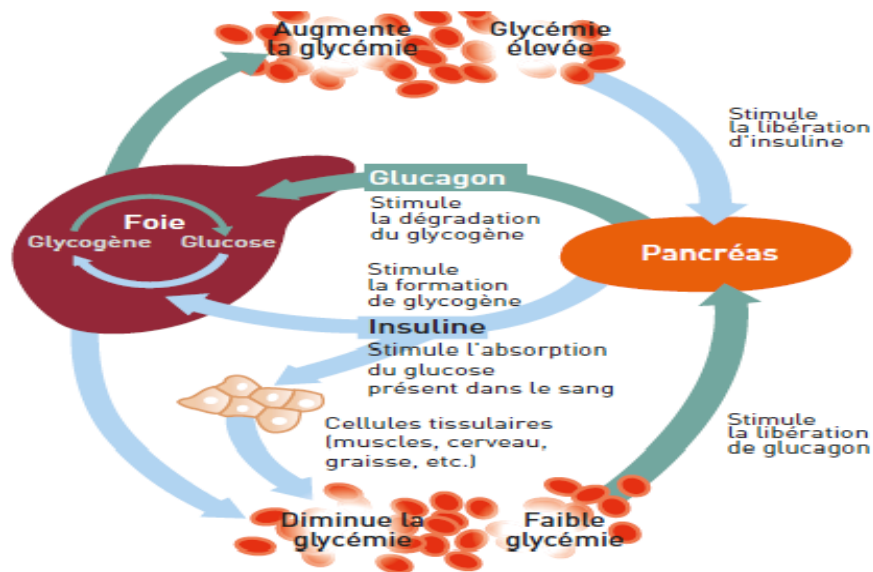 Augmente
la glycémie
Glycémie
élevée
Stimule
la libération
d'insuline
Glucagon
Stimule
la dégradation
du glycogène
Foie
Glycogène
Glucose
Pancréas
Stimule
la formation
de glycogène
Insuline
Stimule l'absorption
du glucose
présent dans le sang
Cellules tissulaires
(muscles, cerveau,
graisse, etc.)
Stimule
la libération
de glucagon
Diminue la
glycémie
Faible
glycémie